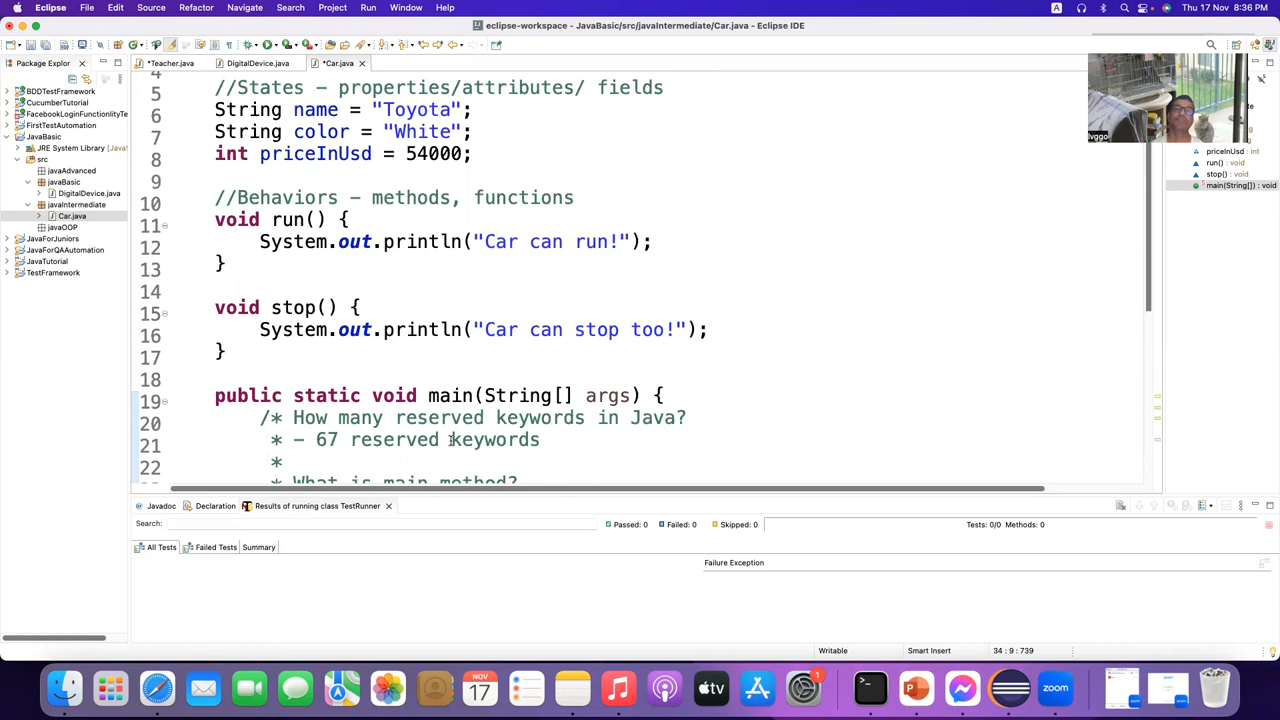 Eclipse File Edit Source Refactor Navigate Search Project Run Window Help
A Thu 17 Nov 8:36 PM
eclipse-workspace - JavaBasic/src/javaIntermediate/Car.java - Eclipse IDE
Package Explorer
*Teacher.java DigitalDevice.java *Car.java
BDDTestFramework
CucumberTutorial
FacebookLoginFunctionlityTe
FirstTestAutomation
JavaBasic
JRE System Library [Java
src
javaAdvanced
javaBasic
DigitalDevice.java
javaIntermediate
Car.java
javaOOP
JavaForJuniors
JavaForQAAutomation
JavaTutorial
TestFramework
4
5 //States - properties/attributes/ fields
6 String name = "Toyota";
7 String color = "White";
8 int priceInUsd = 54000;
9
10 //Behaviors - methods, functions
11 void run() {
12 System.out.println("Car can run!");
13 }
14
15 void stop() {
16 System.out.println("Car can stop too!");
17 }
18
19 public static void main(String[] args) {
20 /* How many reserved keywords in Java?
21 * - 67 reserved keywords
22 *
* What is main method?
priceInUsd : int
run() : void
stop() : void
main(String[]) : void
Javadoc Declaration Results of running class TestRunner
Search: Passed: 0 Failed: 0 Skipped: 0 Tests: 0/0 Methods: 0
All Tests Failed Tests Summary
Failure Exception
Writable Smart Insert 34 : 9 : 739
NOV
17
tv
1
zoom